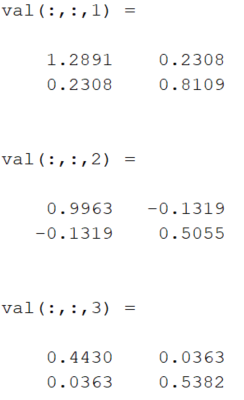 val(:,:,1) =
1.2891 0.2308
0.2308 0.8109
val(:,:,2) =
0.9963 -0.1319
-0.1319 0.5055
val(:,:,3) =
0.4430 0.0363
0.0363 0.5382